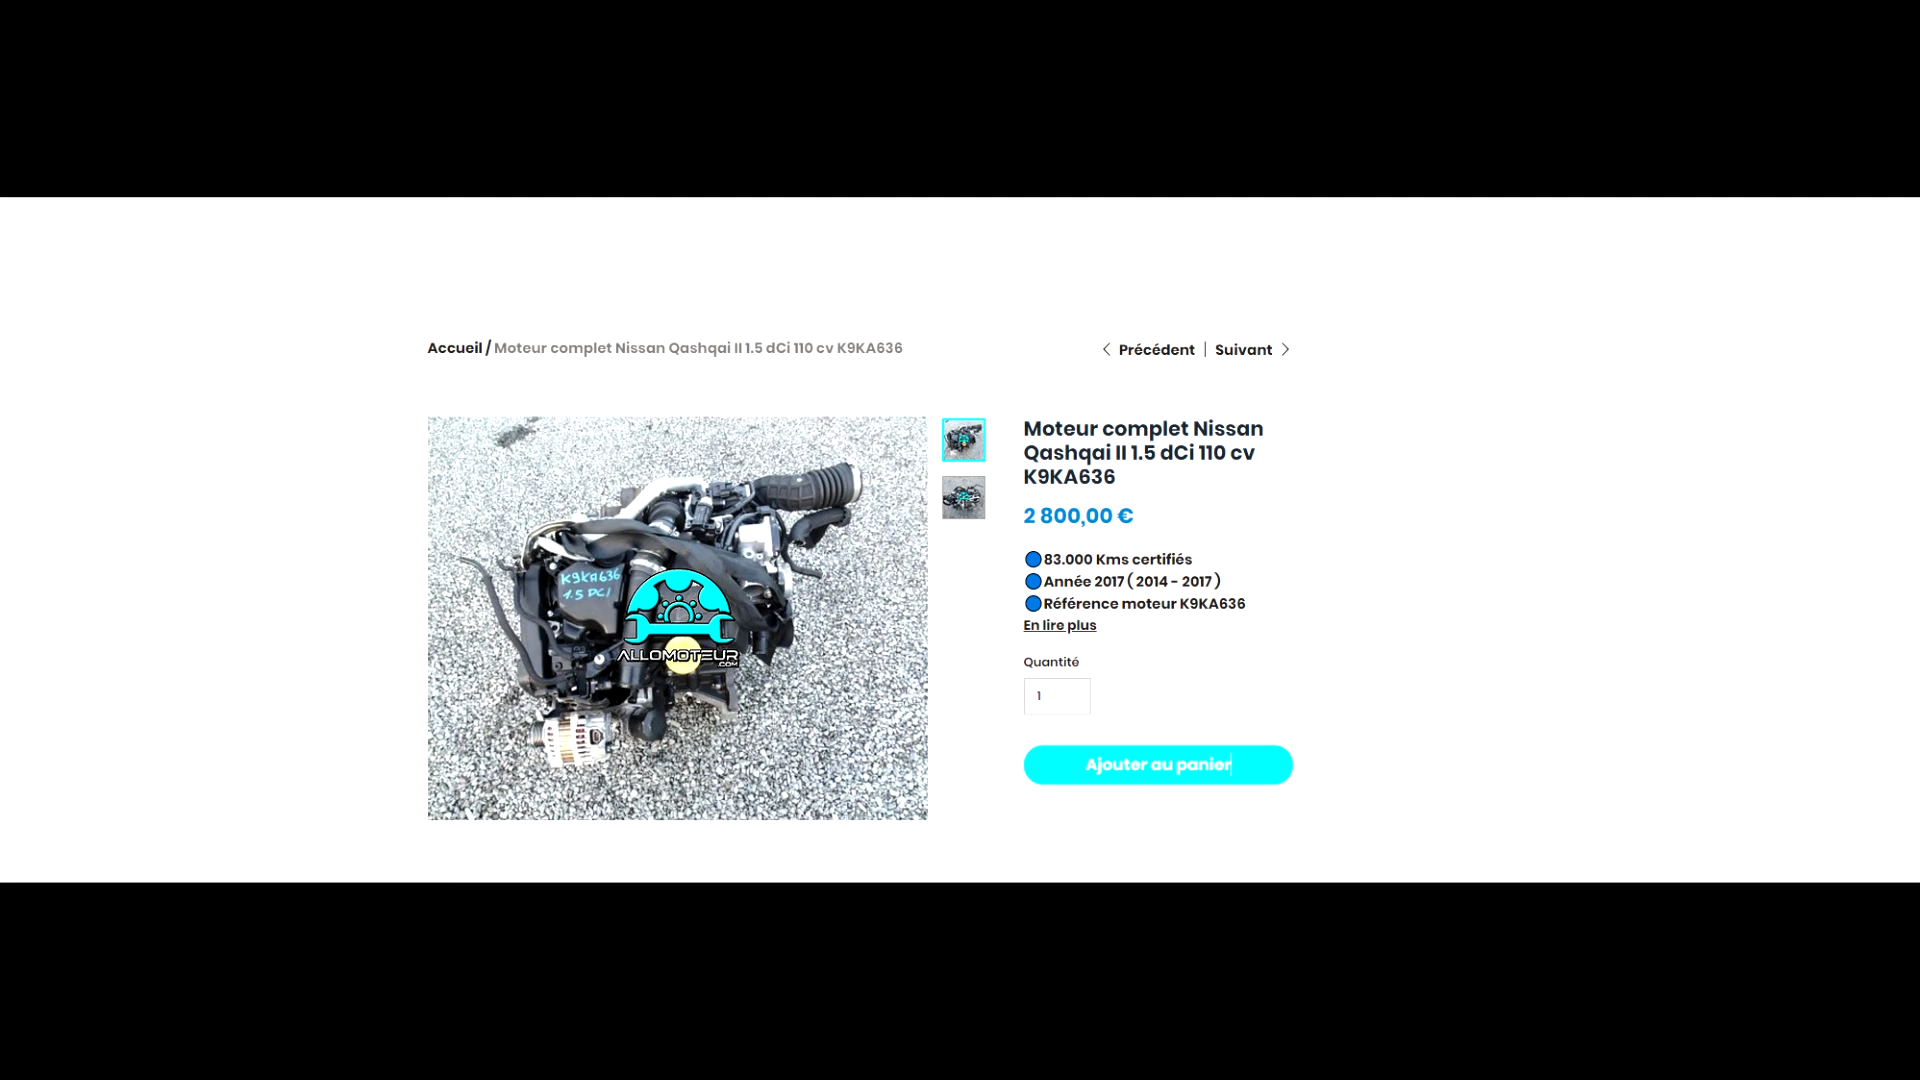 Accueil / Moteur complet Nissan Qashqai II 1.5 dCi 110 cv K9KA636
Précédent | Suivant
Moteur complet Nissan
Qashqai II 1.5 dCi 110 cv
K9KA636
2 800,00 €
83.000 Kms certifiés
Année 2017 ( 2014 - 2017 )
Référence moteur K9KA636
En lire plus
Quantité
1
Ajouter au panier
K9KA636
1.5 DCI
ALLOMOTEUR
.COM